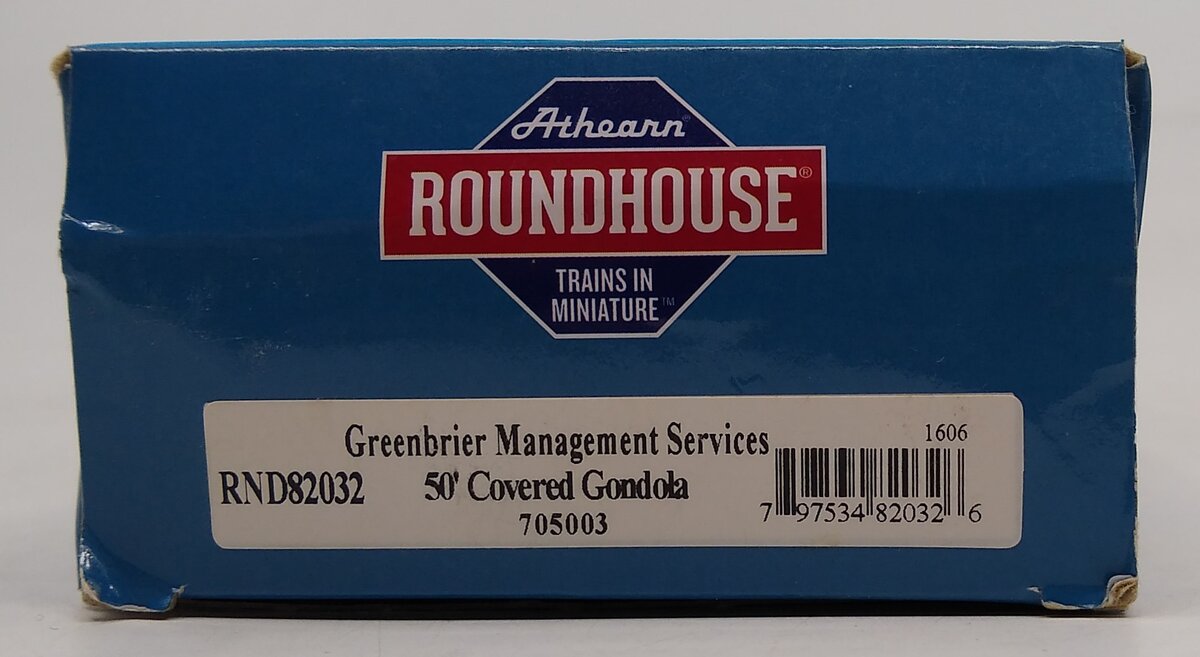 Athearn®
ROUNDHOUSE®
TRAINS IN
MINIATURE™
Greenbrier Management Services
1606
RND82032
50' Covered Gondola
705003
7 97534 82032 6